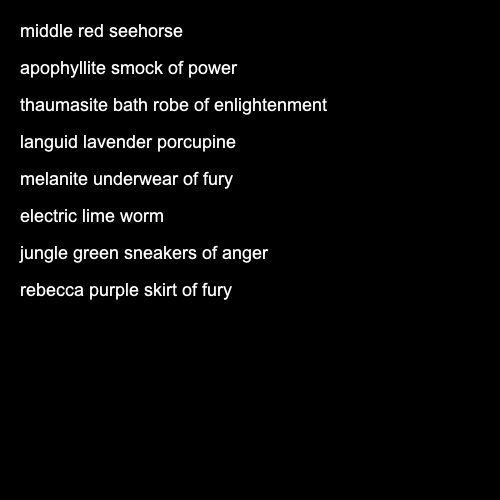 middle red seehorse
apophyllite smock of power
thaumasite bath robe of enlightenment
languid lavender porcupine
melanite underwear of fury
electric lime worm
jungle green sneakers of anger
rebecca purple skirt of fury